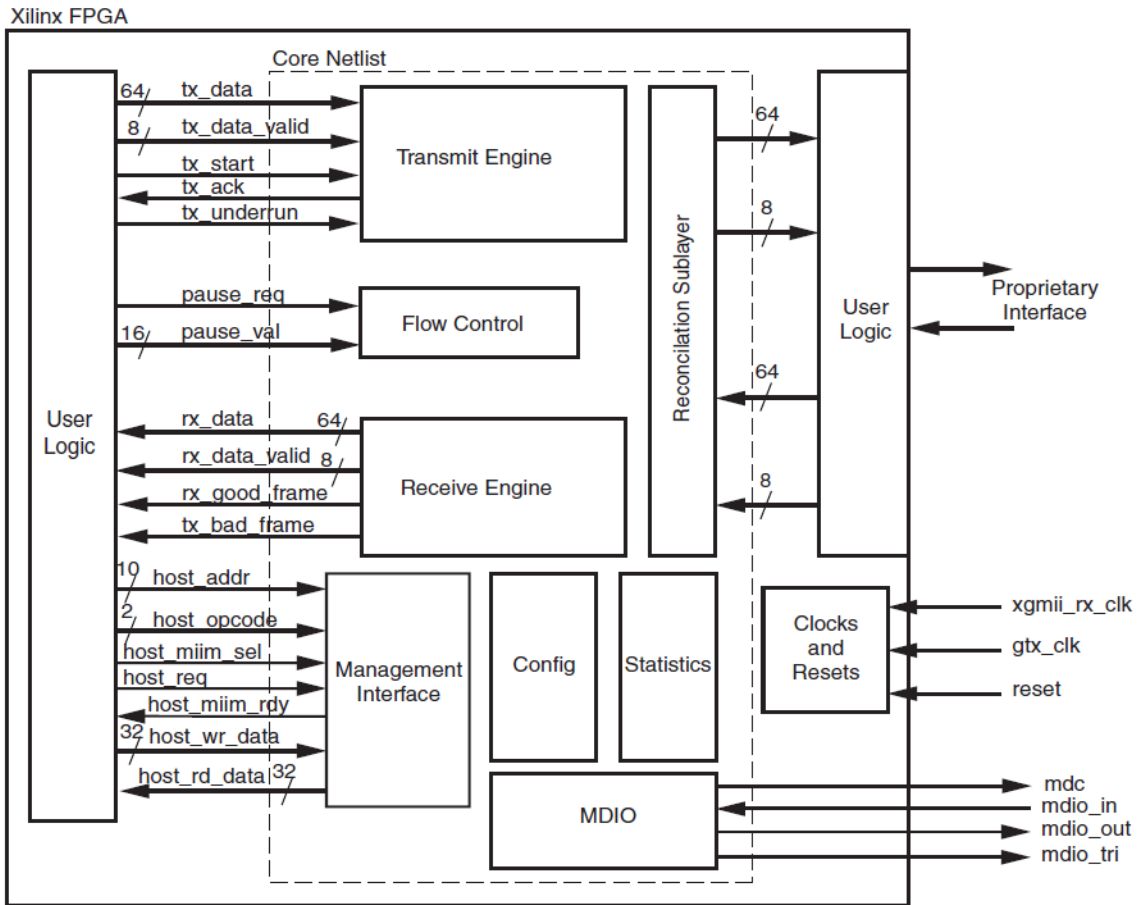 Xilinx FPGA
Core Netlist
64
tx_data
8
tx_data_valid
tx_start
tx_ack
tx_underrun
Transmit Engine
pause_req
16
pause_val
Flow Control
User
Logic
rx_data
64
rx_data_valid
8
rx_good_frame
tx_bad_frame
Receive Engine
10
host_addr
2
host_opcode
host_miim_sel
host_req
host_miim_rdy
32
host_wr_data
host_rd_data
32
Management
Interface
Config
Statistics
MDIO
Reconcilation Sublayer
64
8
64
8
User
Logic
Proprietary
Interface
Clocks
and
Resets
xgmii_rx_clk
gtx_clk
reset
mdc
mdio_in
mdio_out
mdio_tri